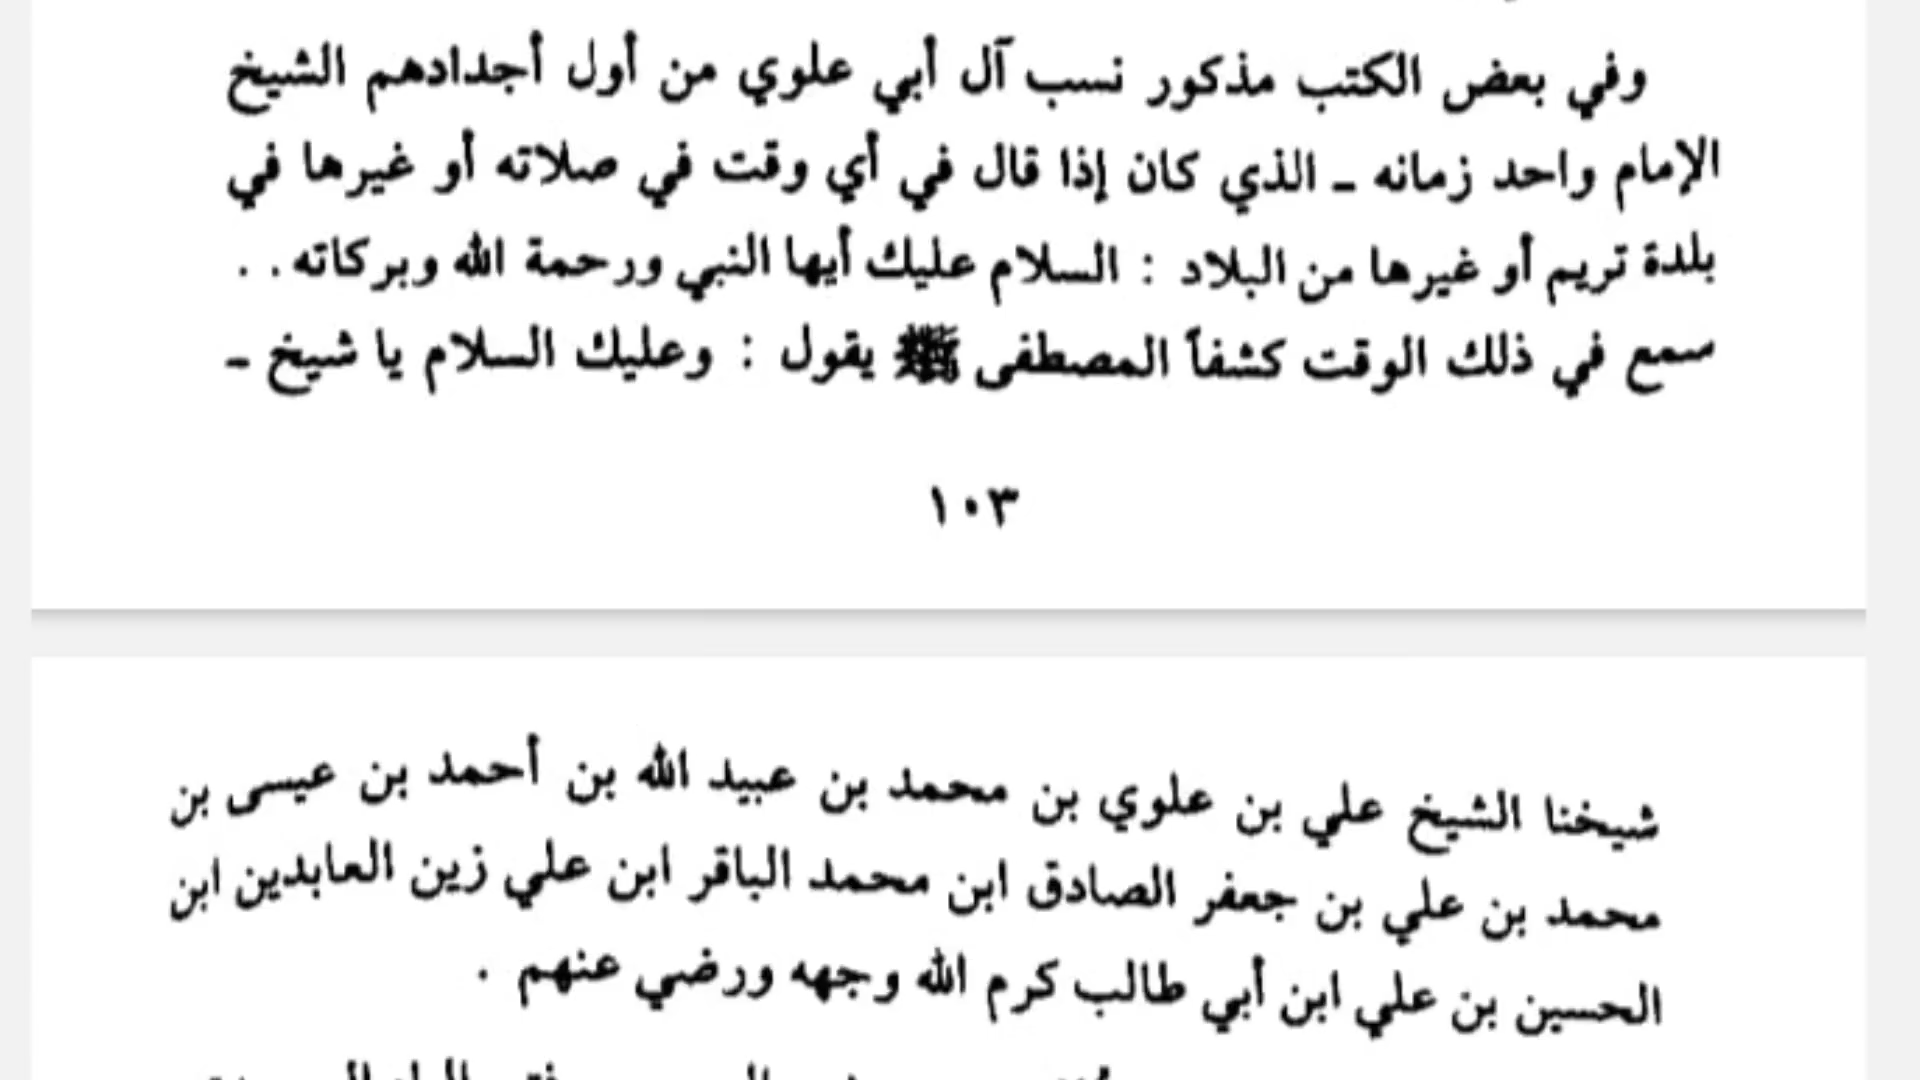 وفي بعض الكتب مذكور نسب آل أبي علوي من أول أجدادهم الشيخ
الإمام واحد زمانه ـ الذي كان إذا قال في أي وقت في صلاته أو غيرها في
بلدة تريم أو غيرها من البلاد : السلام عليك أيها النبي ورحمة الله وبركاته . .
سمع في ذلك الوقت كشفاً المصطفى ﷺ يقول : وعليك السلام يا شيخ ـ
١٠٣
شيخنا الشيخ علي بن علوي بن محمد بن عبيد الله بن أحمد بن عيسى بن
محمد بن علي بن جعفر الصادق ابن محمد الباقر ابن علي زين العابدين ابن
الحسين بن علي ابن أبي طالب كرم الله وجهه ورضي عنهم .